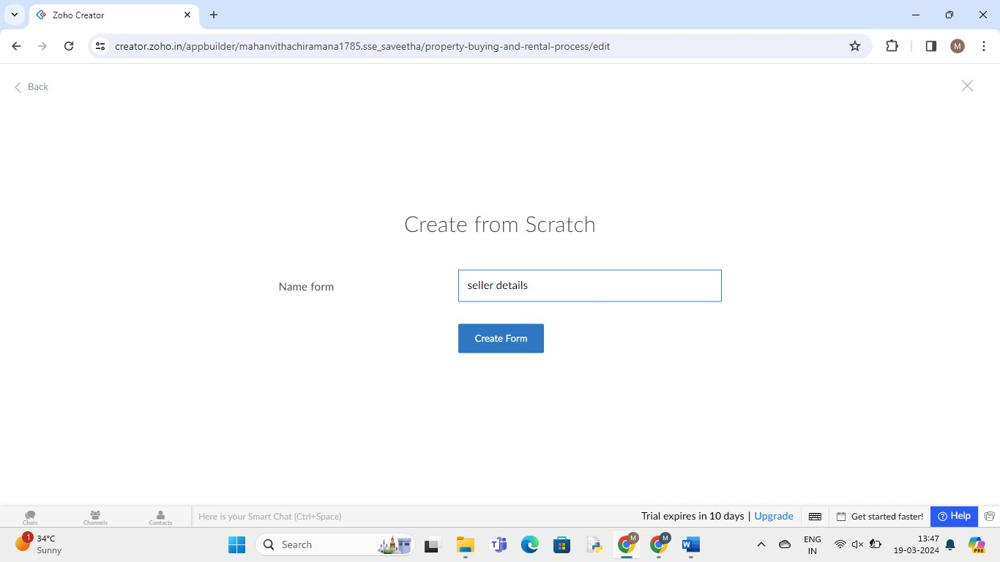 Zoho Creator
creator.zoho.in/appbuilder/mahanvithachiramana1785.sse_saveetha/property-buying-and-rental-process/edit
M
Back
Create from Scratch
Name form
seller details
Create Form
Chats
Channels
Contacts
Here is your Smart Chat (Ctrl+Space)
Trial expires in 10 days | Upgrade
Get started faster!
? Help
1
34°C
Sunny
Search
M
M
ENG
IN
13:47
19-03-2024
PRE